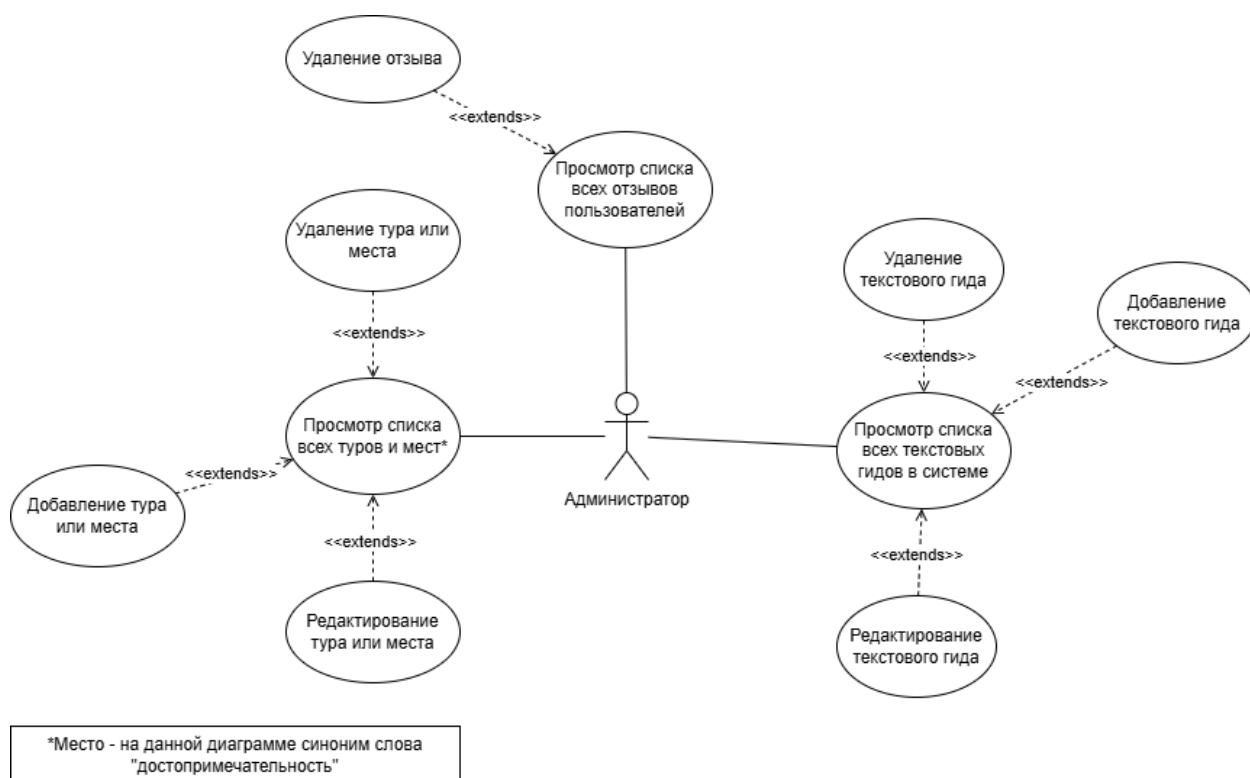 Удаление отзыва
<<extends>>
Просмотр списка
всех отзывов
пользователей
Удаление тура или
места
<<extends>>
Удаление
текстового гида
<<extends>>
Добавление
текстового гида
<<extends>>
Просмотр списка
всех туров и мест*
Просмотр списка
всех текстовых
гидов в системе
<<extends>>
Добавление тура
или места
Администратор
<<extends>>
<<extends>>
Редактирование
тура или места
Редактирование
текстового гида
*Место - на данной диаграмме синоним слова
"достопримечательность"